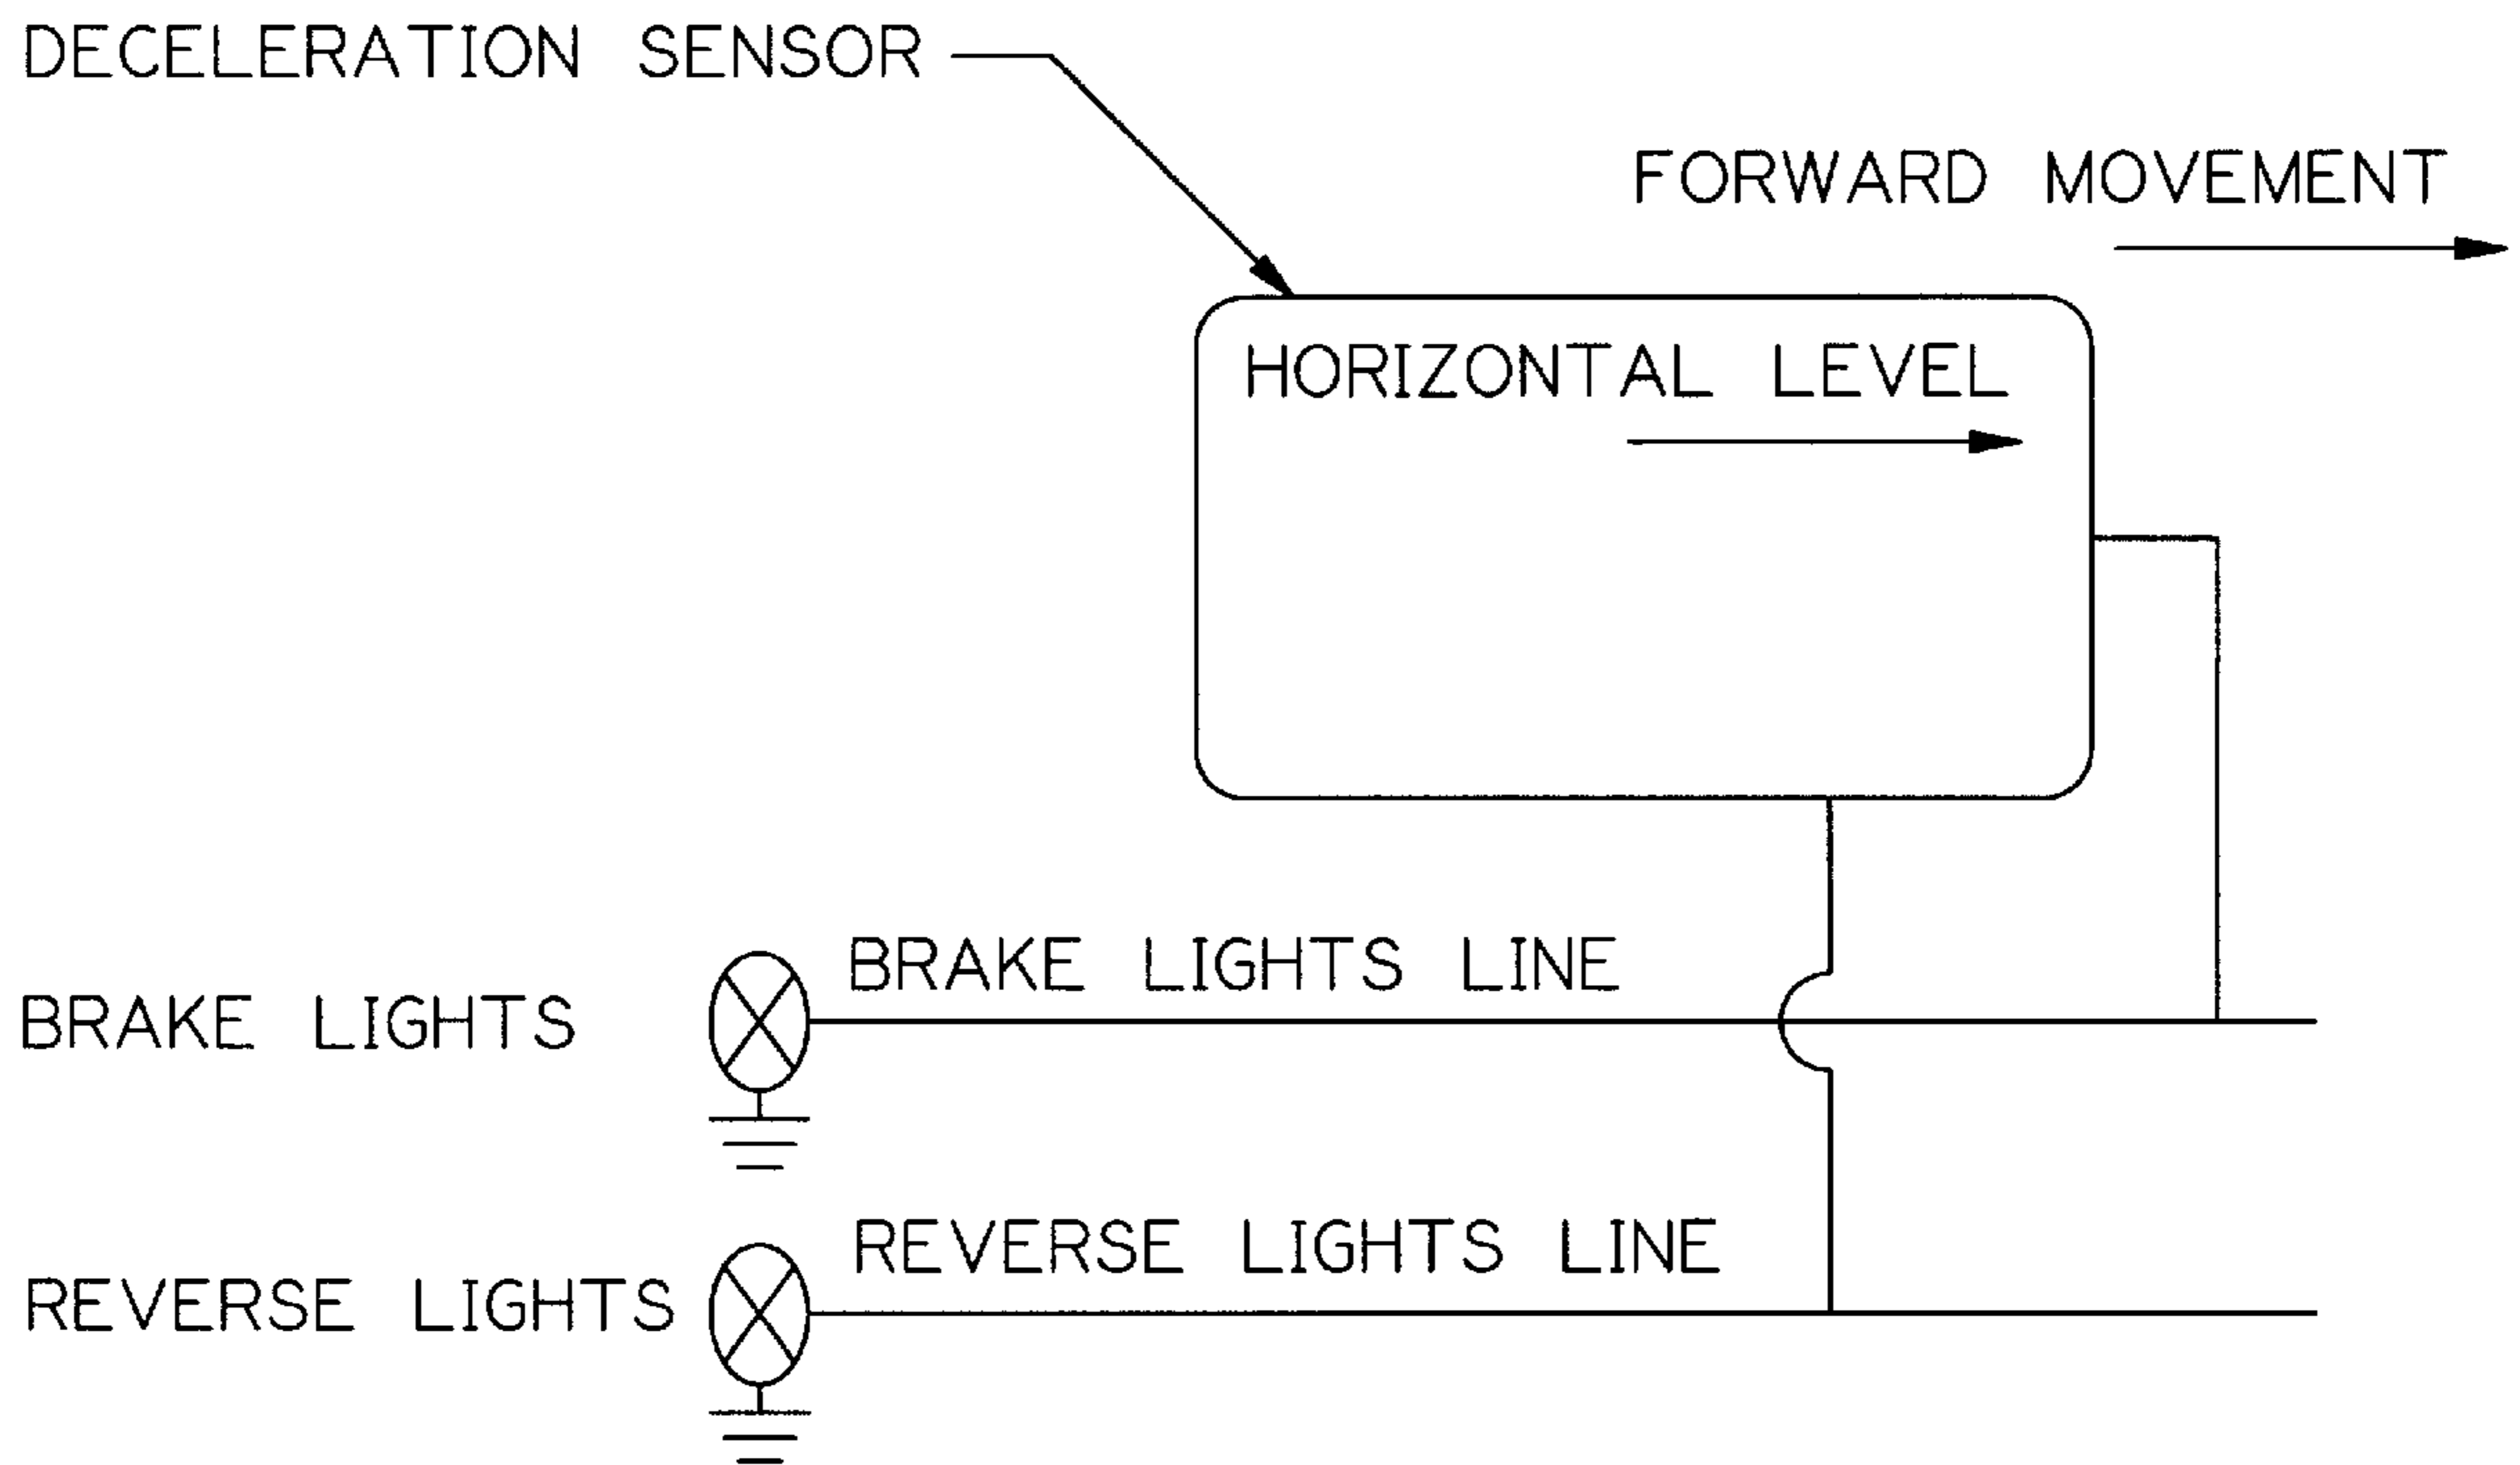 DECELERATION SENSOR
FORWARD MOVEMENT
HORIZONTAL LEVEL
BRAKE LIGHTS LINE
BRAKE LIGHTS
REVERSE LIGHTS LINE
REVERSE LIGHTS